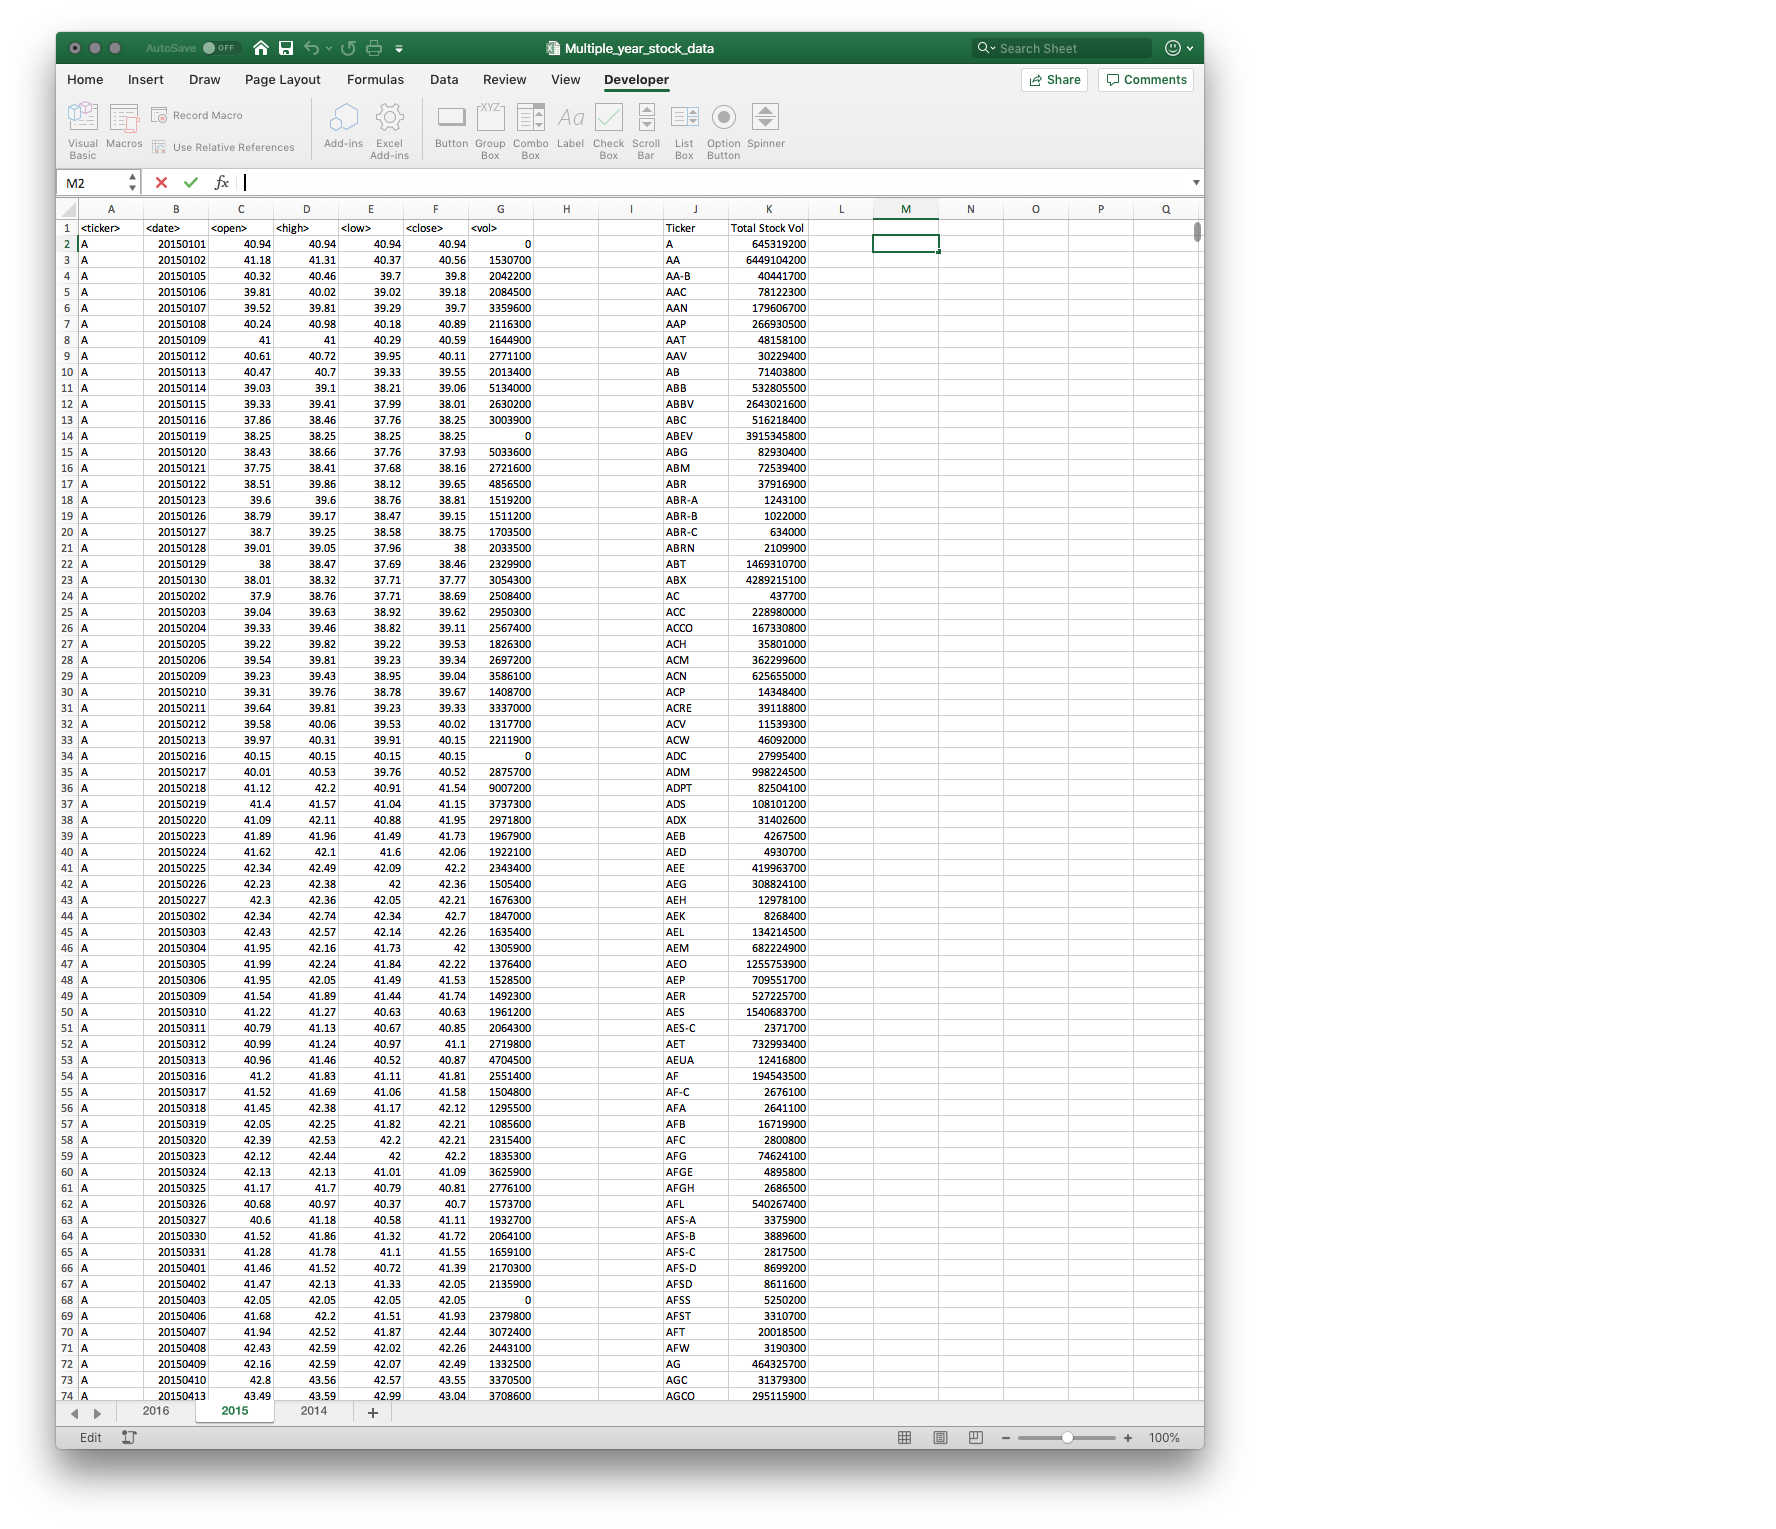 AutoSave OFF Multiple_year_stock_data Search Sheet
Home Insert Draw Page Layout Formulas Data Review View Developer Share Comments
Visual Basic Macros Record Macro Use Relative References Add-ins Excel Add-ins Button Group Box Combo Box Label Check Box Scroll Bar List Box Option Button Spinner
XYZ Aa
M2 fx
A B C D E F G H I J K L M N O P Q
1 <ticker> <date> <open> <high> <low> <close> <vol> Ticker Total Stock Vol
2 A 20150101 40.94 40.94 40.94 40.94 0 A 645319200
3 A 20150102 41.18 41.31 40.37 40.56 1530700 AA 6449104200
4 A 20150105 40.32 40.46 39.7 39.8 2042200 AA-B 40441700
5 A 20150106 39.81 40.02 39.02 39.18 2084500 AAC 78122300
6 A 20150107 39.52 39.81 39.29 39.7 3359600 AAN 179606700
7 A 20150108 40.24 40.98 40.18 40.89 2116300 AAP 266930500
8 A 20150109 41 41 40.29 40.59 1644900 AAT 48158100
9 A 20150112 40.61 40.72 39.95 40.11 2771100 AAV 30229400
10 A 20150113 40.47 40.7 39.33 39.55 2013400 AB 71403800
11 A 20150114 39.03 39.1 38.21 39.06 5134000 ABB 532805500
12 A 20150115 39.33 39.41 37.99 38.01 2630200 ABBV 2643021600
13 A 20150116 37.86 38.46 37.76 38.25 3003900 ABC 516218400
14 A 20150119 38.25 38.25 38.25 38.25 0 ABEV 3915345800
15 A 20150120 38.43 38.66 37.76 37.93 5033600 ABG 82930400
16 A 20150121 37.75 38.41 37.68 38.16 2721600 ABM 72539400
17 A 20150122 38.51 39.86 38.12 39.65 4856500 ABR 37916900
18 A 20150123 39.6 39.6 38.76 38.81 1519200 ABR-A 1243100
19 A 20150126 38.79 39.17 38.47 39.15 1511200 ABR-B 1022000
20 A 20150127 38.7 39.25 38.58 38.75 1703500 ABR-C 634000
21 A 20150128 39.01 39.05 37.96 38 2033500 ABRN 2109900
22 A 20150129 38 38.47 37.69 38.46 2329900 ABT 1469310700
23 A 20150130 38.01 38.32 37.71 37.77 3054300 ABX 4289215100
24 A 20150202 37.9 38.76 37.71 38.69 2508400 AC 437700
25 A 20150203 39.04 39.63 38.92 39.62 2950300 ACC 228980000
26 A 20150204 39.33 39.46 38.82 39.11 2567400 ACCO 167330800
27 A 20150205 39.22 39.82 39.22 39.53 1826300 ACH 35801000
28 A 20150206 39.54 39.81 39.23 39.34 2697200 ACM 362299600
29 A 20150209 39.23 39.43 38.95 39.04 3586100 ACN 625655000
30 A 20150210 39.31 39.76 38.78 39.67 1408700 ACP 14348400
31 A 20150211 39.64 39.81 39.23 39.33 3337000 ACRE 39118800
32 A 20150212 39.58 40.06 39.53 40.02 1317700 ACV 11539300
33 A 20150213 39.97 40.31 39.91 40.15 2211900 ACW 46092000
34 A 20150216 40.15 40.15 40.15 40.15 0 ADC 27995400
35 A 20150217 40.01 40.53 39.76 40.52 2875700 ADM 998224500
36 A 20150218 41.12 42.2 40.91 41.54 9007200 ADPT 82504100
37 A 20150219 41.4 41.57 41.04 41.15 3737300 ADS 108101200
38 A 20150220 41.09 42.11 40.88 41.95 2971800 ADX 31402600
39 A 20150223 41.89 41.96 41.49 41.73 1967900 AEB 4267500
40 A 20150224 41.62 42.1 41.6 42.06 1922100 AED 4930700
41 A 20150225 42.34 42.49 42.09 42.2 2343400 AEE 419963700
42 A 20150226 42.23 42.38 42 42.36 1505400 AEG 308824100
43 A 20150227 42.3 42.36 42.05 42.21 1676300 AEH 12978100
44 A 20150302 42.34 42.74 42.34 42.7 1847000 AEK 8268400
45 A 20150303 42.43 42.57 42.14 42.26 1635400 AEL 134214500
46 A 20150304 41.95 42.16 41.73 42 1305900 AEM 682224900
47 A 20150305 41.99 42.24 41.84 42.22 1376400 AEO 1255753900
48 A 20150306 41.95 42.05 41.49 41.53 1528500 AEP 709551700
49 A 20150309 41.54 41.89 41.44 41.74 1492300 AER 527225700
50 A 20150310 41.22 41.27 40.63 40.63 1961200 AES 1540683700
51 A 20150311 40.79 41.13 40.67 40.85 2064300 AES-C 2371700
52 A 20150312 40.99 41.24 40.97 41.1 2719800 AET 732993400
53 A 20150313 40.96 41.46 40.52 40.87 4704500 AEUA 12416800
54 A 20150316 41.2 41.83 41.11 41.81 2551400 AF 194543500
55 A 20150317 41.52 41.69 41.06 41.58 1504800 AF-C 2676100
56 A 20150318 41.45 42.38 41.17 42.12 1295500 AFA 2641100
57 A 20150319 42.05 42.25 41.82 42.21 1085600 AFB 16719900
58 A 20150320 42.39 42.53 42.2 42.21 2315400 AFC 2800800
59 A 20150323 42.12 42.44 42 42.2 1835300 AFG 74624100
60 A 20150324 42.13 42.13 41.01 41.09 3625900 AFGE 4895800
61 A 20150325 41.17 41.7 40.79 40.81 2776100 AFGH 2686500
62 A 20150326 40.68 40.97 40.37 40.7 1573700 AFL 540267400
63 A 20150327 40.6 41.18 40.58 41.11 1932700 AFS-A 3375900
64 A 20150330 41.52 41.86 41.32 41.72 2064100 AFS-B 3889600
65 A 20150331 41.28 41.78 41.1 41.55 1659100 AFS-C 2817500
66 A 20150401 41.46 41.52 40.72 41.39 2170300 AFS-D 8699200
67 A 20150402 41.47 42.13 41.33 42.05 2135900 AFSD 8611600
68 A 20150403 42.05 42.05 42.05 42.05 0 AFSS 5250200
69 A 20150406 41.68 42.2 41.51 41.93 2379800 AFST 3310700
70 A 20150407 41.94 42.52 41.87 42.44 3072400 AFT 20018500
71 A 20150408 42.43 42.59 42.02 42.26 2443100 AFW 3190300
72 A 20150409 42.16 42.59 42.07 42.49 1332500 AG 464325700
73 A 20150410 42.8 43.56 42.57 43.55 3370500 AGC 31379300
74 A 20150413 43.49 43.59 42.99 43.04 3708600 AGCO 295115900
2016 2015 2014 +
Edit 100%